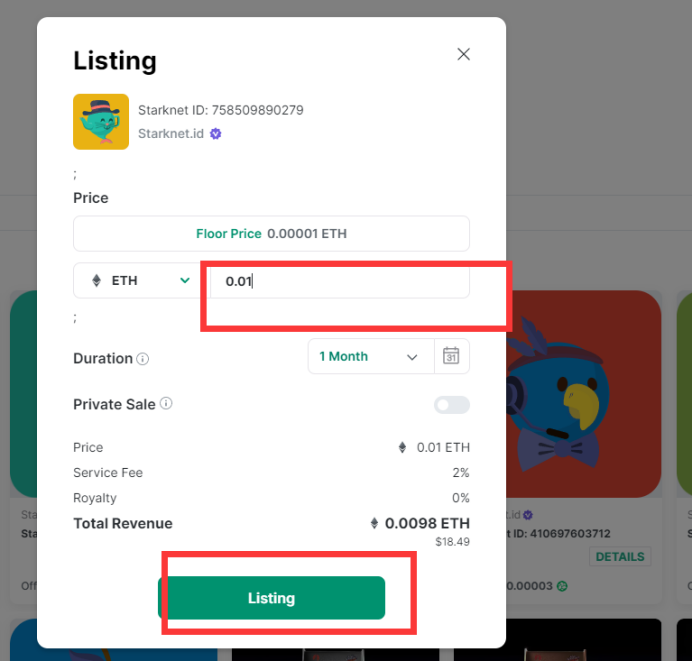 Listing
Starknet ID: 758509890279
Starknet.id
;
Price
Floor Price 0.00001 ETH
ETH 0.01
;
Duration 1 Month 31
Private Sale
Price 0.01 ETH
Service Fee 2%
Royalty 0%
Total Revenue 0.0098 ETH
$18.49
Listing
t ID: 410697603712
DETAILS
0.003